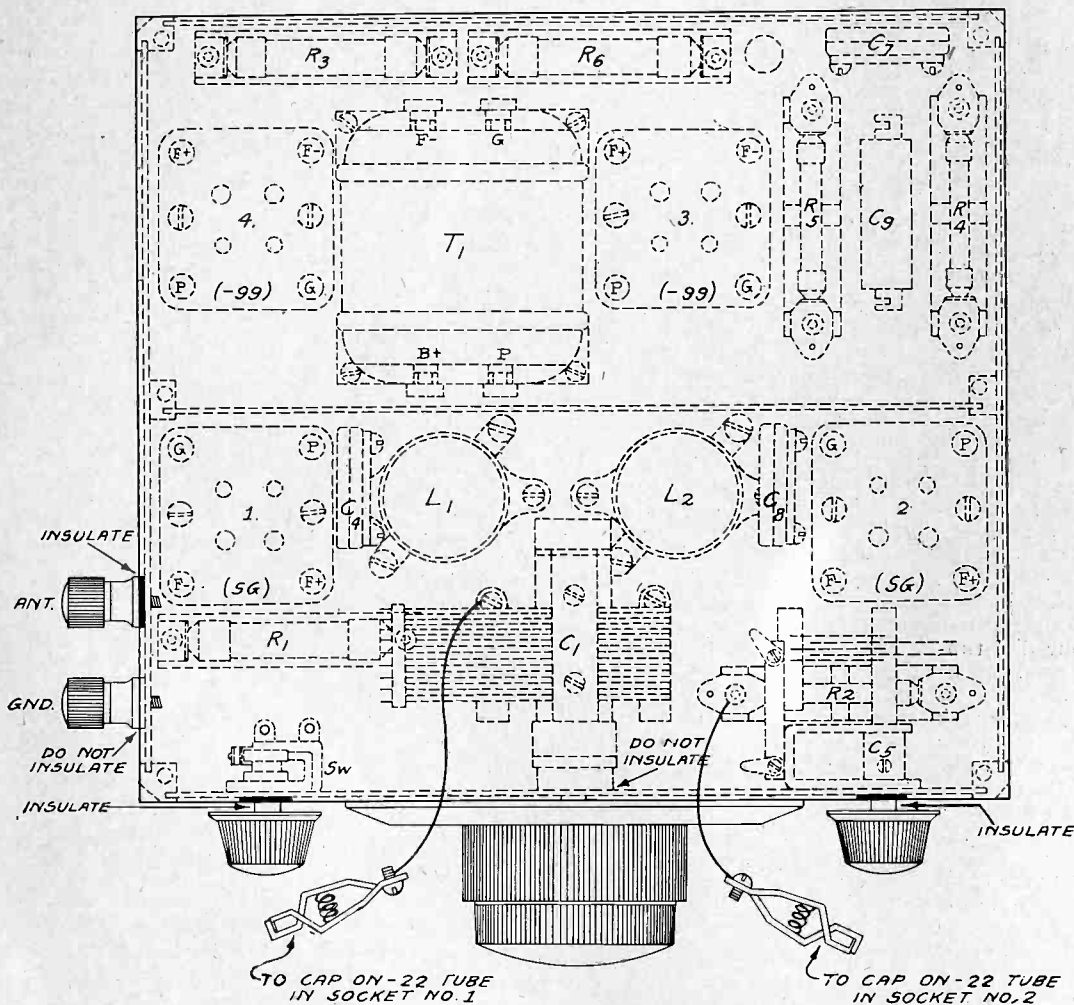 R3
R6
C7
F-
G
F+
F-
4.
P
(-99)
G
T1
F+
F-
3.
P
(-99)
G
R5
C9
R4
B+
P
G
P
1.
F-
(SG)
F+
C4
L1
L2
C8
G
P
2
F-
(SG)
F+
INSULATE
ANT.
R1
C1
R2
GND.
DO NOT
INSULATE
SW
DO NOT
INSULATE
C5
INSULATE
INSULATE
TO CAP ON -22 TUBE
IN SOCKET NO. 1
TO CAP ON -22 TUBE
IN SOCKET NO. 2